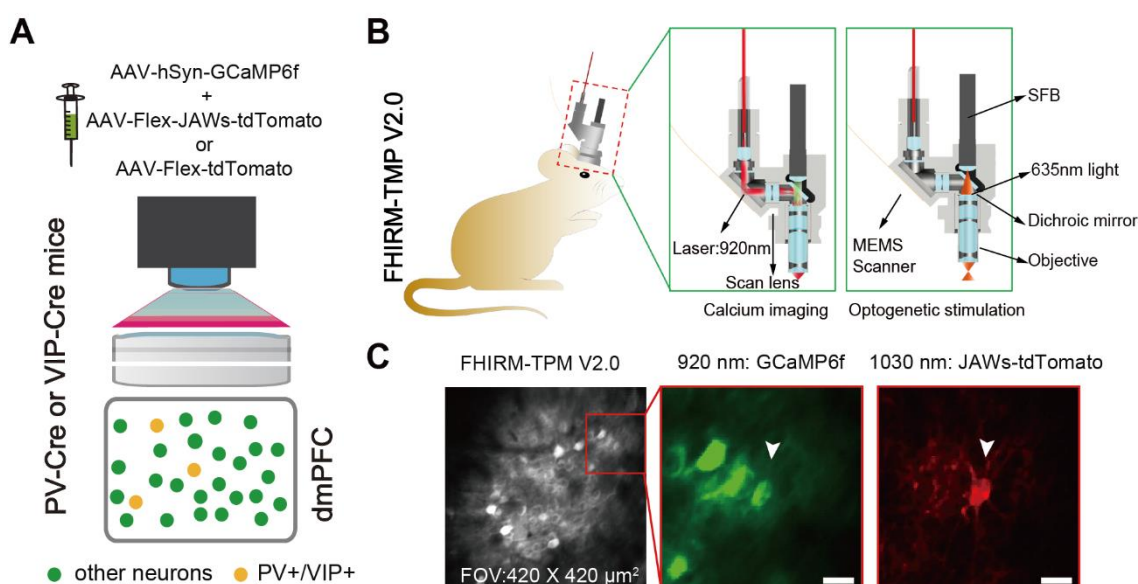 A
AAV-hSyn-GCaMP6f
+
AAV-Flex-JAWs-tdTomato
or
AAV-Flex-tdTomato
PV-Cre or VIP-Cre mice
dmPFC
other neurons
PV+/VIP+
B
FHIRM-TMP V2.0
Laser:920nm
Scan lens
Calcium imaging
MEMS
Scanner
SFB
635nm light
Dichroic mirror
Objective
Optogenetic stimulation
C
FHIRM-TPM V2.0
FOV:420 X 420 μm²
920 nm: GCaMP6f
1030 nm: JAWs-tdTomato